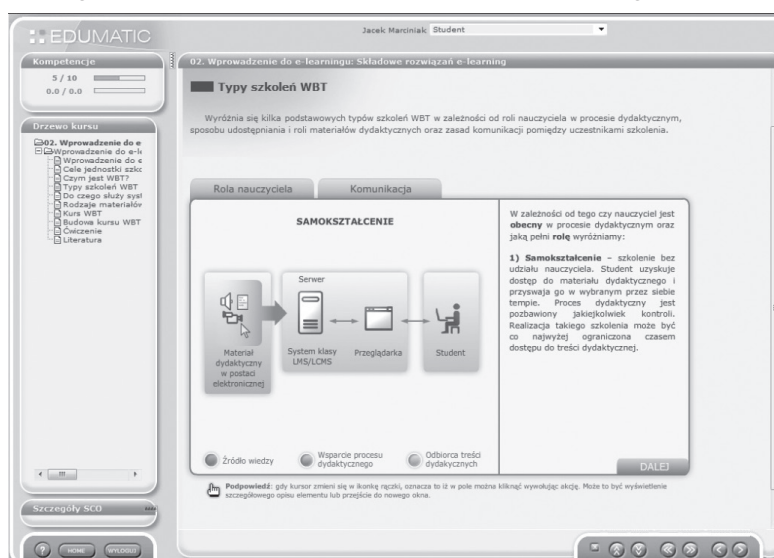 EDUMATIC
Jacek Marciniak Student
Kompetencje
5 / 10
0.0 / 0.0
Drzewo kursu
02. Wprowadzenie do e
Wprowadzenie do e-le
Wprowadzenie do e
Cele jednostki szko
Czym jest WBT?
Typy szkoleń WBT
Do czego służy syst
Rodzaje materiałów
Kurs WBT
Budowa kursu WBT
Ćwiczenie
Literatura
Szczegóły SCO
? HOME WYLOGUJ
02. Wprowadzenie do e-learningu: Składowe rozwiązań e-learning
Typy szkoleń WBT
Wyróżnia się kilka podstawowych typów szkoleń WBT w zależności od roli nauczyciela w procesie dydaktycznym,
sposobu udostępniania i roli materiałów dydaktycznych oraz zasad komunikacji pomiędzy uczestnikami szkolenia.
Rola nauczyciela Komunikacja
SAMOKSZTAŁCENIE
Serwer
Materiał
dydaktyczny
w postaci
elektronicznej
System klasy
LMS/LCMS
Przeglądarka
Student
Źródło wiedzy
Wsparcie procesu
dydaktycznego
Odbiorca treści
dydakycznych
W zależności od tego czy nauczyciel jest
obecny w procesie dydaktycznym oraz
jaką pełni rolę wyróżniamy:
1) Samokształcenie – szkolenie bez
udziału nauczyciela. Student uzyskuje
dostęp do materiału dydaktycznego i
przyswaja go w wybranym przez siebie
tempie. Proces dydaktyczny jest
pozbawiony jakiejkolwiek kontroli.
Realizacja takiego szkolenia może być
co najwyżej ograniczona czasem
dostępu do treści dydaktycznej.
DALEJ
Podpowiedź: gdy kursor zmieni się w ikonkę rączki, oznacza to iż w pole można kliknąć wywołując akcję. Może to być wyświetlenie
szczegółowego opisu elementu lub przejście do nowego okna.